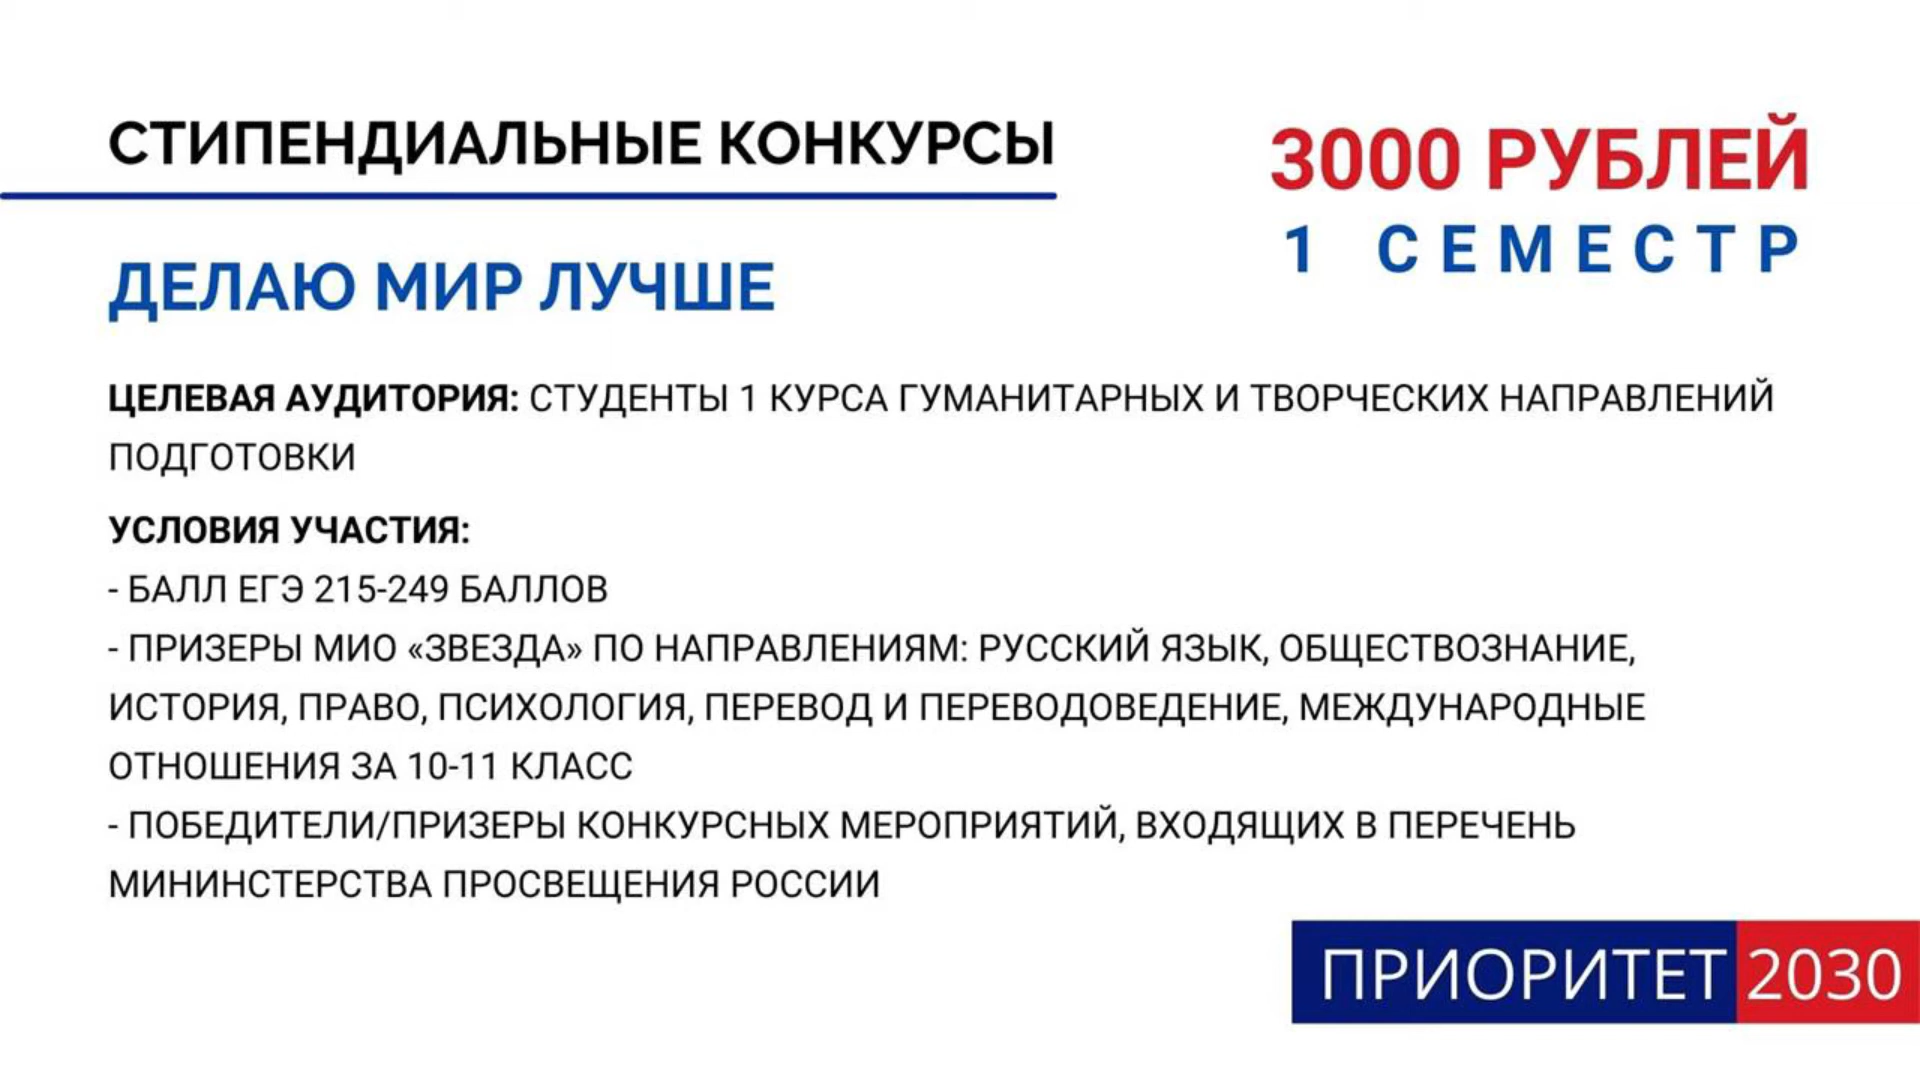 СТИПЕНДИАЛЬНЫЕ КОНКУРСЫ
3000 РУБЛЕЙ
1 СЕМЕСТР
ДЕЛАЮ МИР ЛУЧШЕ
ЦЕЛЕВАЯ АУДИТОРИЯ: СТУДЕНТЫ 1 КУРСА ГУМАНИТАРНЫХ И ТВОРЧЕСКИХ НАПРАВЛЕНИЙ
ПОДГОТОВКИ
УСЛОВИЯ УЧАСТИЯ:
- БАЛЛ ЕГЭ 215-249 БАЛЛОВ
- ПРИЗЕРЫ МИО «ЗВЕЗДА» ПО НАПРАВЛЕНИЯМ: РУССКИЙ ЯЗЫК, ОБЩЕСТВОЗНАНИЕ,
ИСТОРИЯ, ПРАВО, ПСИХОЛОГИЯ, ПЕРЕВОД И ПЕРЕВОДОВЕДЕНИЕ, МЕЖДУНАРОДНЫЕ
ОТНОШЕНИЯ ЗА 10-11 КЛАСС
- ПОБЕДИТЕЛИ/ПРИЗЕРЫ КОНКУРСНЫХ МЕРОПРИЯТИЙ, ВХОДЯЩИХ В ПЕРЕЧЕНЬ
МИНИНСТЕРСТВА ПРОСВЕЩЕНИЯ РОССИИ
ПРИОРИТЕТ 2030